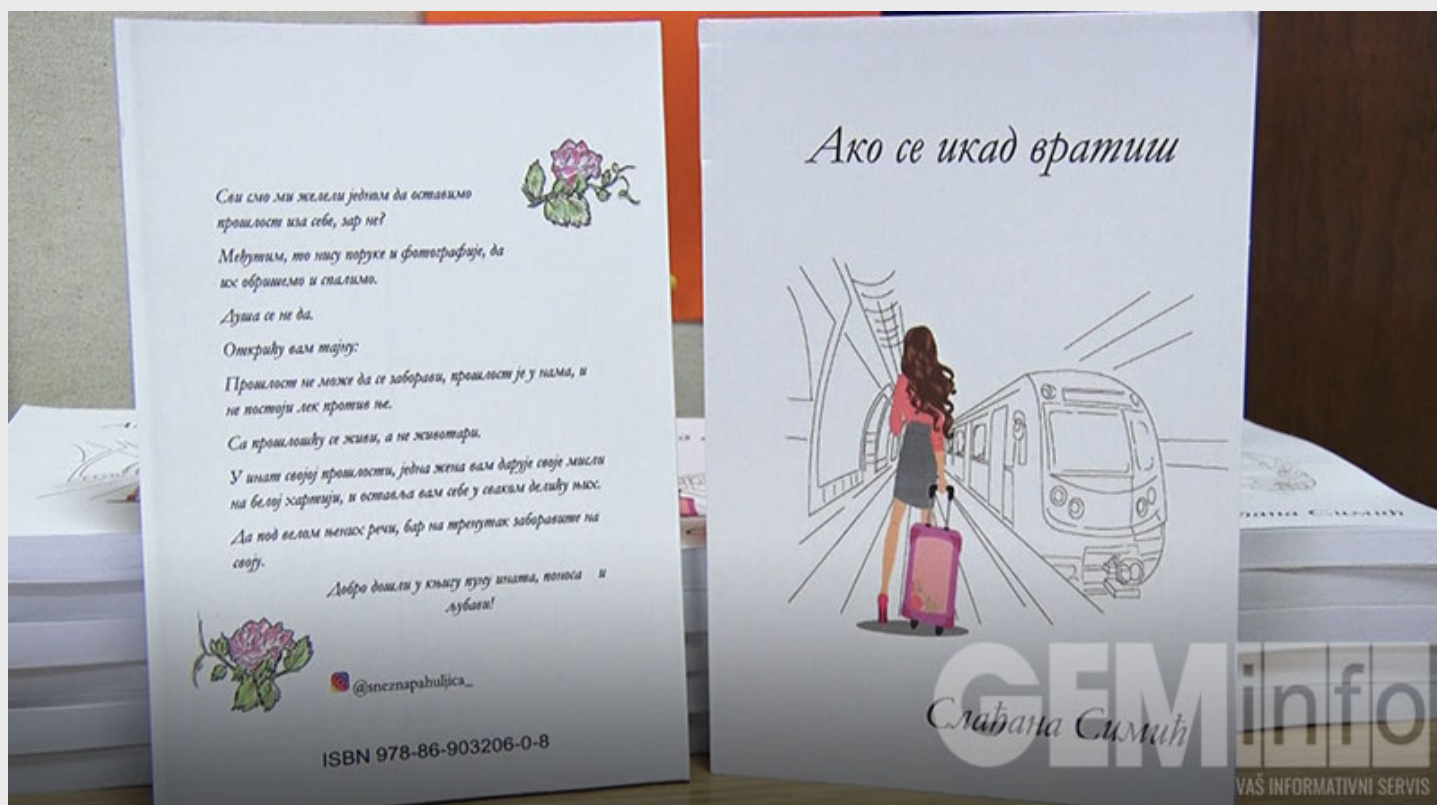 Сви смо ми желели једном да оставимо
прошлост иза себе, зар не?
Међутим, то нису поруке и фотографије, да
их обришемо и спалимо.
Душа се не да.
Открићу вам тајну:
Прошлост не може да се заборави, прошлост је у нама, и
не постоји лек против ње.
Са прошлошћу се живи, а не животари.
У инат својој прошлости, једна жена вам дарује своје мисли
на белој хартији, и оставља вам себе у сваком делићу њих.
Да под велом њених речи, бар на тренутак заборавите на
своју.
Добро дошли у књигу пуну ината, поноса и
љубави!
@sneznapahuljica_
ISBN 978-86-903206-0-8
Ако се икад вратиш
Слађана Симић
GEMinfo
VAŠ INFORMATIVNI SERVIS